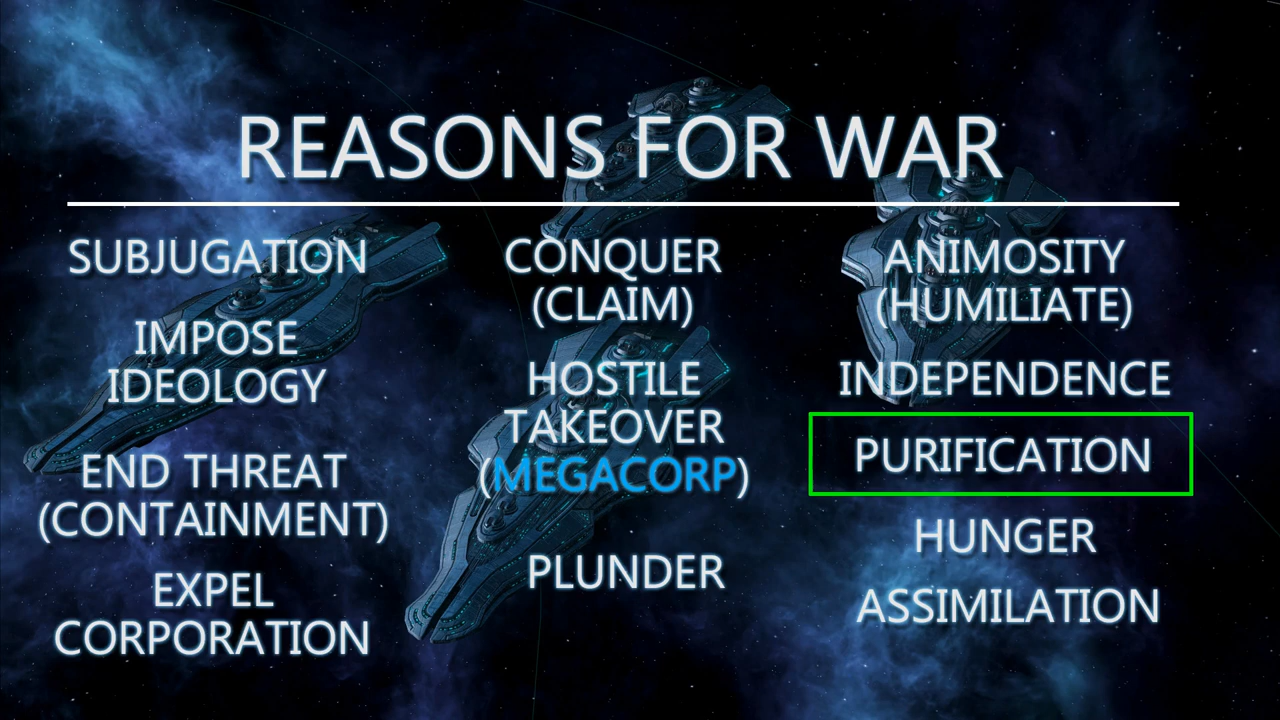 REASONS FOR WAR
SUBJUGATION
IMPOSE
IDEOLOGY
END THREAT
(CONTAINMENT)
EXPEL
CORPORATION
CONQUER
(CLAIM)
HOSTILE
TAKEOVER
(MEGACORP)
PLUNDER
ANIMOSITY
(HUMILIATE)
INDEPENDENCE
PURIFICATION
HUNGER
ASSIMILATION